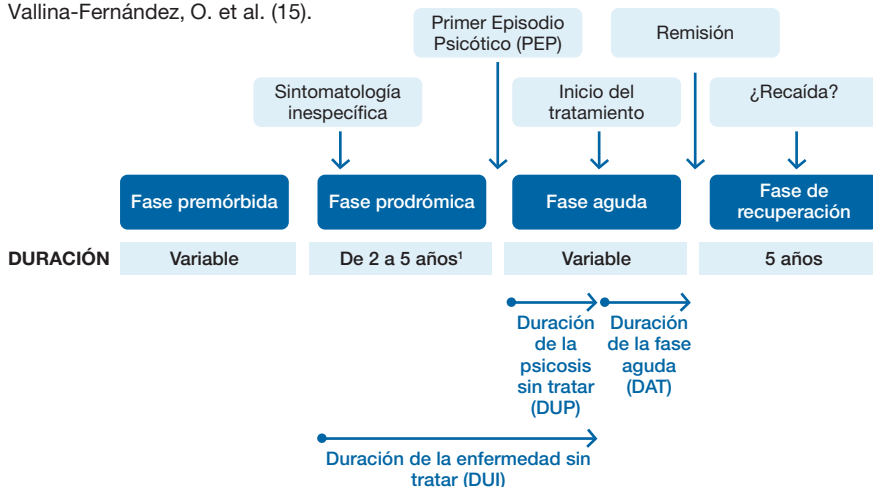 Vallina-Fernández, O. et al. (15).
Primer Episodio
Psicótico (PEP)
Remisión
Sintomatología
inespecífica
Inicio del
tratamiento
¿Recaída?
Fase premórbida
Fase prodrómica
Fase aguda
Fase de
recuperación
DURACIÓN
Variable
De 2 a 5 años¹
Variable
5 años
Duración
de la
psicosis
sin tratar
(DUP)
Duración
de la fase
aguda
(DAT)
Duración de la enfermedad sin
tratar (DUI)